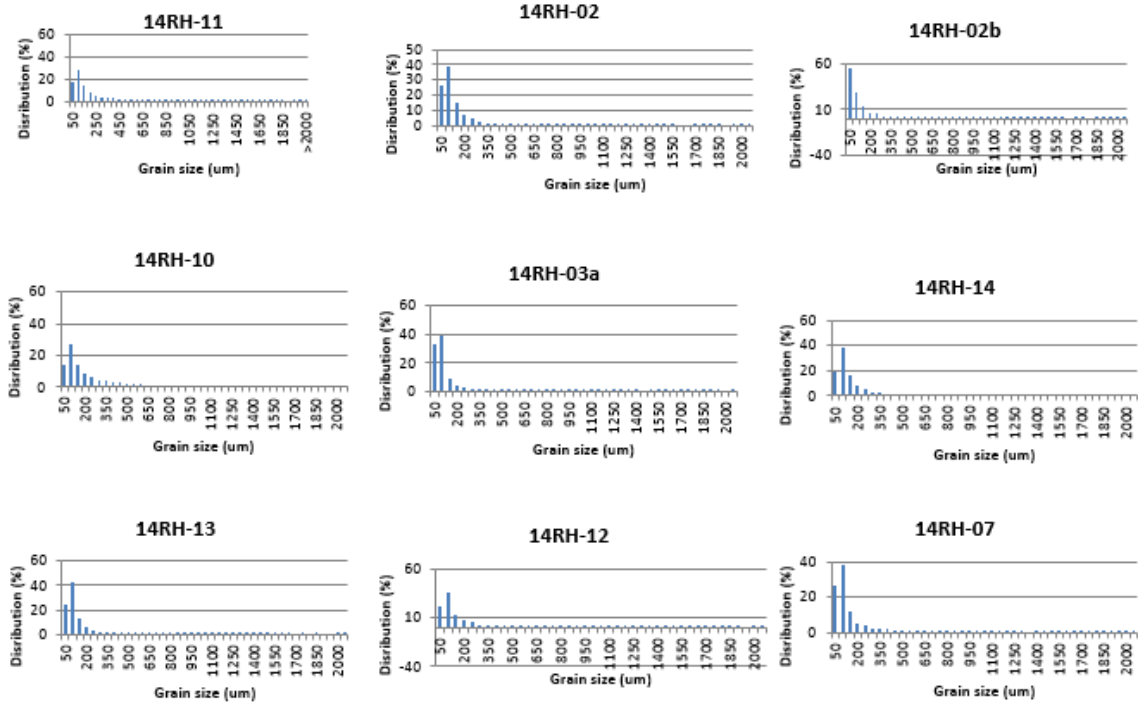 14RH-11
Disribution (%)
60
40
20
0
50 250 450 650 850 1050 1250 1450 1650 1850 >2000
Grain size (um)
14RH-02
Disribution (%)
50
40
30
20
10
0
50 200 350 500 650 800 950 1100 1250 1400 1550 1700 1850 2000
Grain size (um)
14RH-02b
Disribution (%)
60
10
-40
50 200 350 500 650 800 950 1100 1250 1400 1550 1700 1850 2000
Grain size (um)
14RH-10
Disribution (%)
60
40
20
0
50 200 350 500 650 800 950 1100 1250 1400 1550 1700 1850 2000
Grain size (um)
14RH-03a
Disribution (%)
60
40
20
0
50 200 350 500 650 800 950 1100 1250 1400 1550 1700 1850 2000
Grain size (um)
14RH-14
Disribution (%)
60
40
20
0
50 200 350 500 650 800 950 1100 1250 1400 1550 1700 1850 2000
Grain size (um)
14RH-13
Disribution (%)
60
40
20
0
50 200 350 500 650 800 950 1100 1250 1400 1550 1700 1850 2000
Grain size (um)
14RH-12
Disribution (%)
60
10
-40
50 200 350 500 650 800 950 1100 1250 1400 1550 1700 1850 2000
Grain size (um)
14RH-07
Disribution (%)
40
20
0
50 200 350 500 650 800 950 1100 1250 1400 1550 1700 1850 2000
Grain size (um)